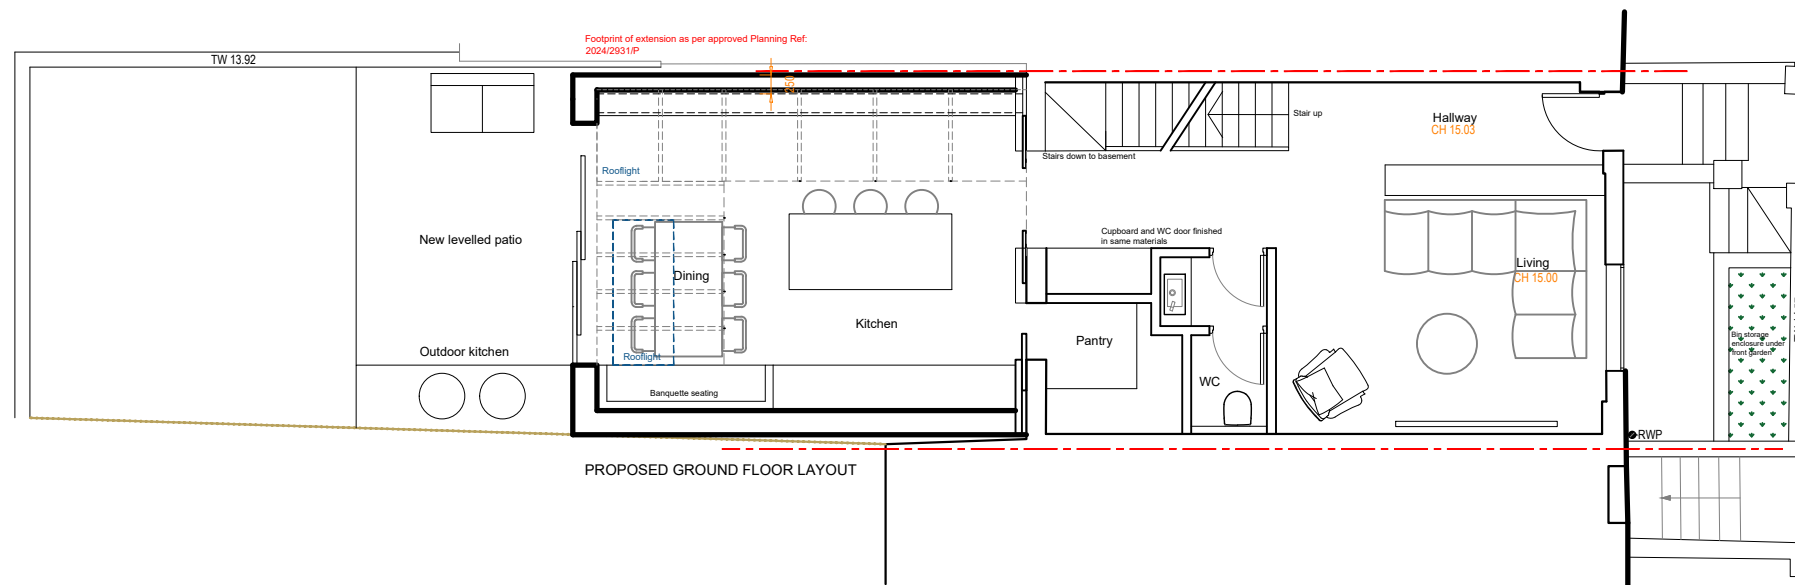 Footprint of extension as per approved Planning Ref:
2024/2931/P
TW 13.92
250
Stair up
Hallway
CH 15.03
Stairs down to basement
Rooflight
New levelled patio
Cupboard and WC door finished
in same materials
Dining
Living
CH 15.00
Kitchen
Pantry
Bin storage
enclosure under
front garden
Outdoor kitchen
Rooflight
WC
Banquette seating
RWP
PROPOSED GROUND FLOOR LAYOUT